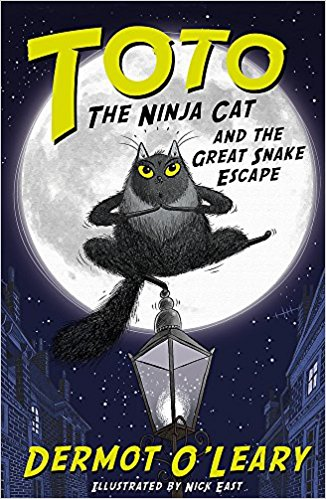 TOTO
THE NINJA CAT
AND THE
GREAT SNAKE
ESCAPE
DERMOT O'LEARY
ILLUSTRATED BY NICK EAST